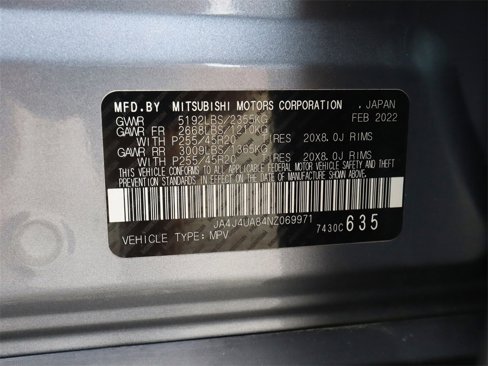 MFD.BY MITSUBISHI MOTORS CORPORATION , JAPAN
GVWR 5192LBS/2355KG FEB 2022
GAWR FR 2668LBS/1210KG
WITH P255/45R20 TIRES 20X8.0J RIMS
GAWR RR 3009LBS/1365KG
WITH P255/45R20 TIRES 20X8.0J RIMS
THIS VEHICLE CONFORMS TO ALL APPLICABLE FEDERAL MOTOR VEHICLE SAFETY AND THEFT
PREVENTION STANDARDS IN EFFECT ON THE DATE OF MANUFACTURE SHOWN ABOVE.
JA4J4UA84NZ069971
VEHICLE TYPE: MPV 7430C 635